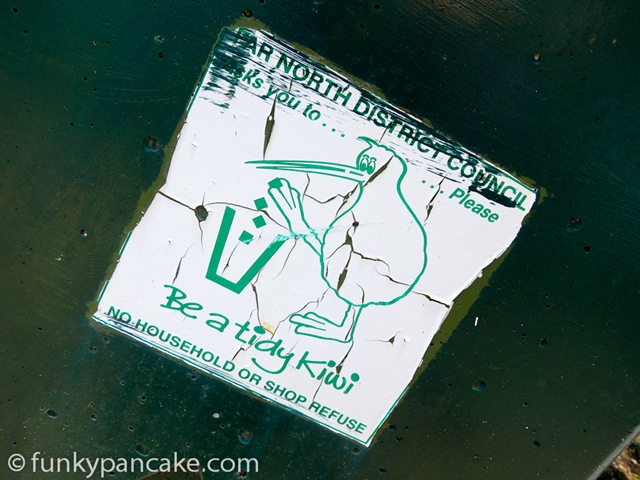 FAR NORTH DISTRICT COUNCIL
asks you to...
... Please
Be a tidy Kiwi
NO HOUSEHOLD OR SHOP REFUSE
© funkypancake.com